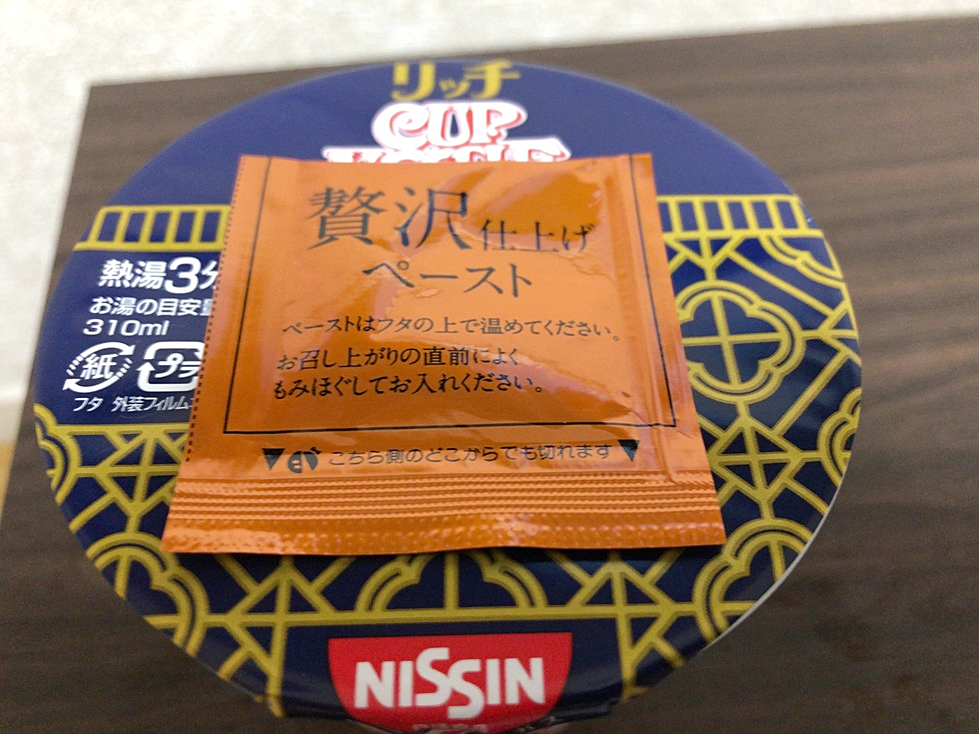 リッチ
CUP
NOODLE
贅沢仕上げ
ペースト
ペーストはフタの上で温めてください。
お召し上がりの直前によく
もみほぐしてお入れください。
こちら側のどこからでも切れます
熱湯3分
お湯の目安量
310ml
紙 プラ
フタ 外装フィルム
NISSIN